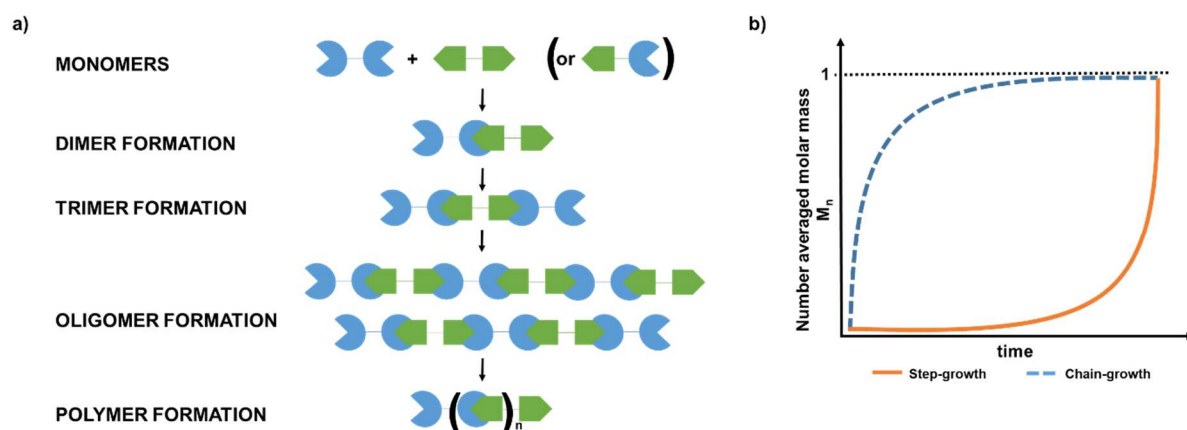 a)
MONOMERS
+
(or )
DIMER FORMATION
TRIMER FORMATION
OLIGOMER FORMATION
POLYMER FORMATION
( )n
b)
1
Number averaged molar mass
Mn
time
Step-growth
Chain-growth